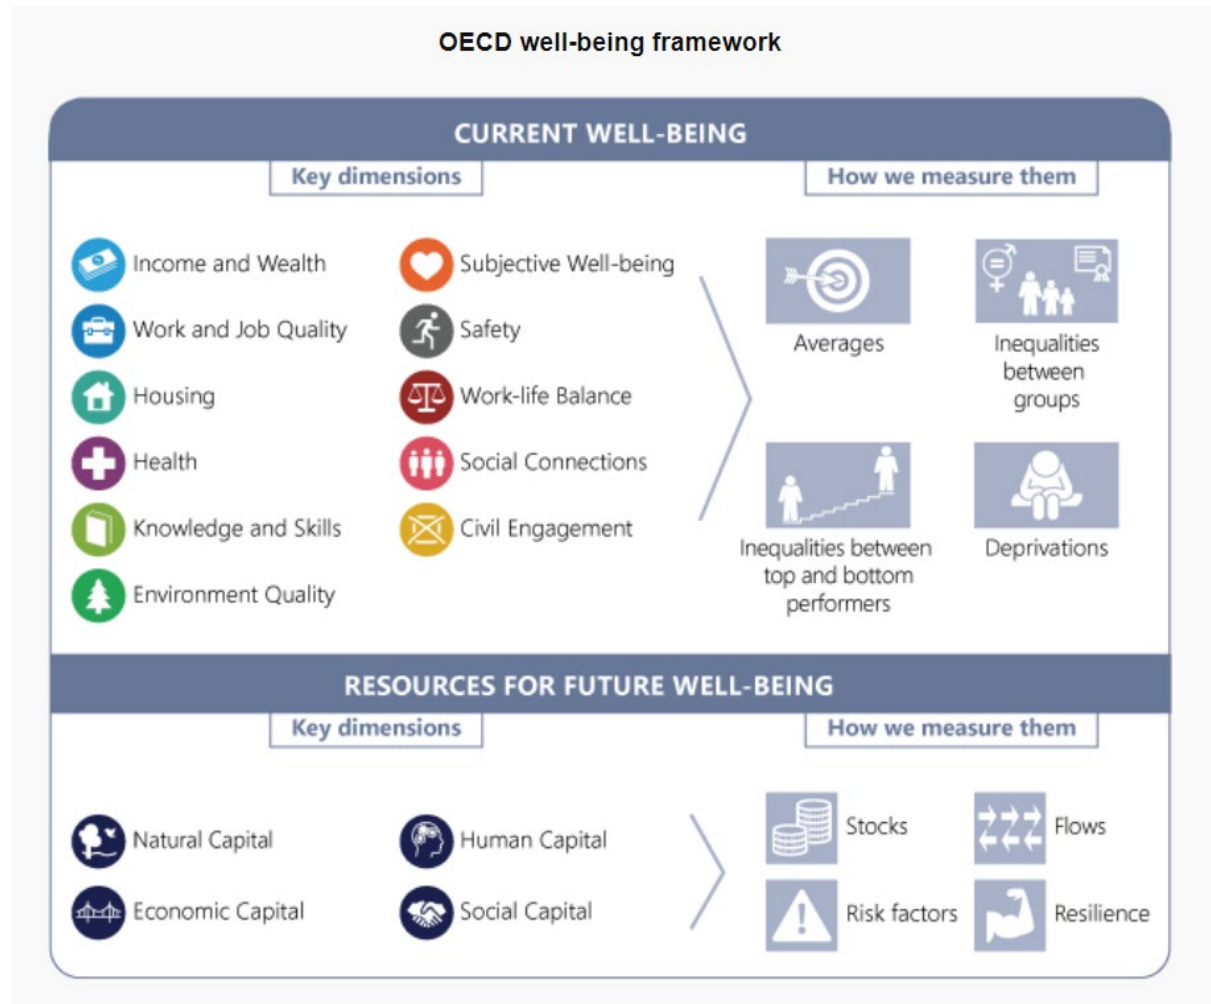 OECD well-being framework
CURRENT WELL-BEING
Key dimensions
How we measure them
Income and Wealth
Work and Job Quality
Housing
Health
Knowledge and Skills
Environment Quality
Subjective Well-being
Safety
Work-life Balance
Social Connections
Civil Engagement
Averages
Inequalities
between
groups
Inequalities between
top and bottom
performers
Deprivations
RESOURCES FOR FUTURE WELL-BEING
Key dimensions
How we measure them
Natural Capital
Economic Capital
Human Capital
Social Capital
Stocks
Flows
Risk factors
Resilience